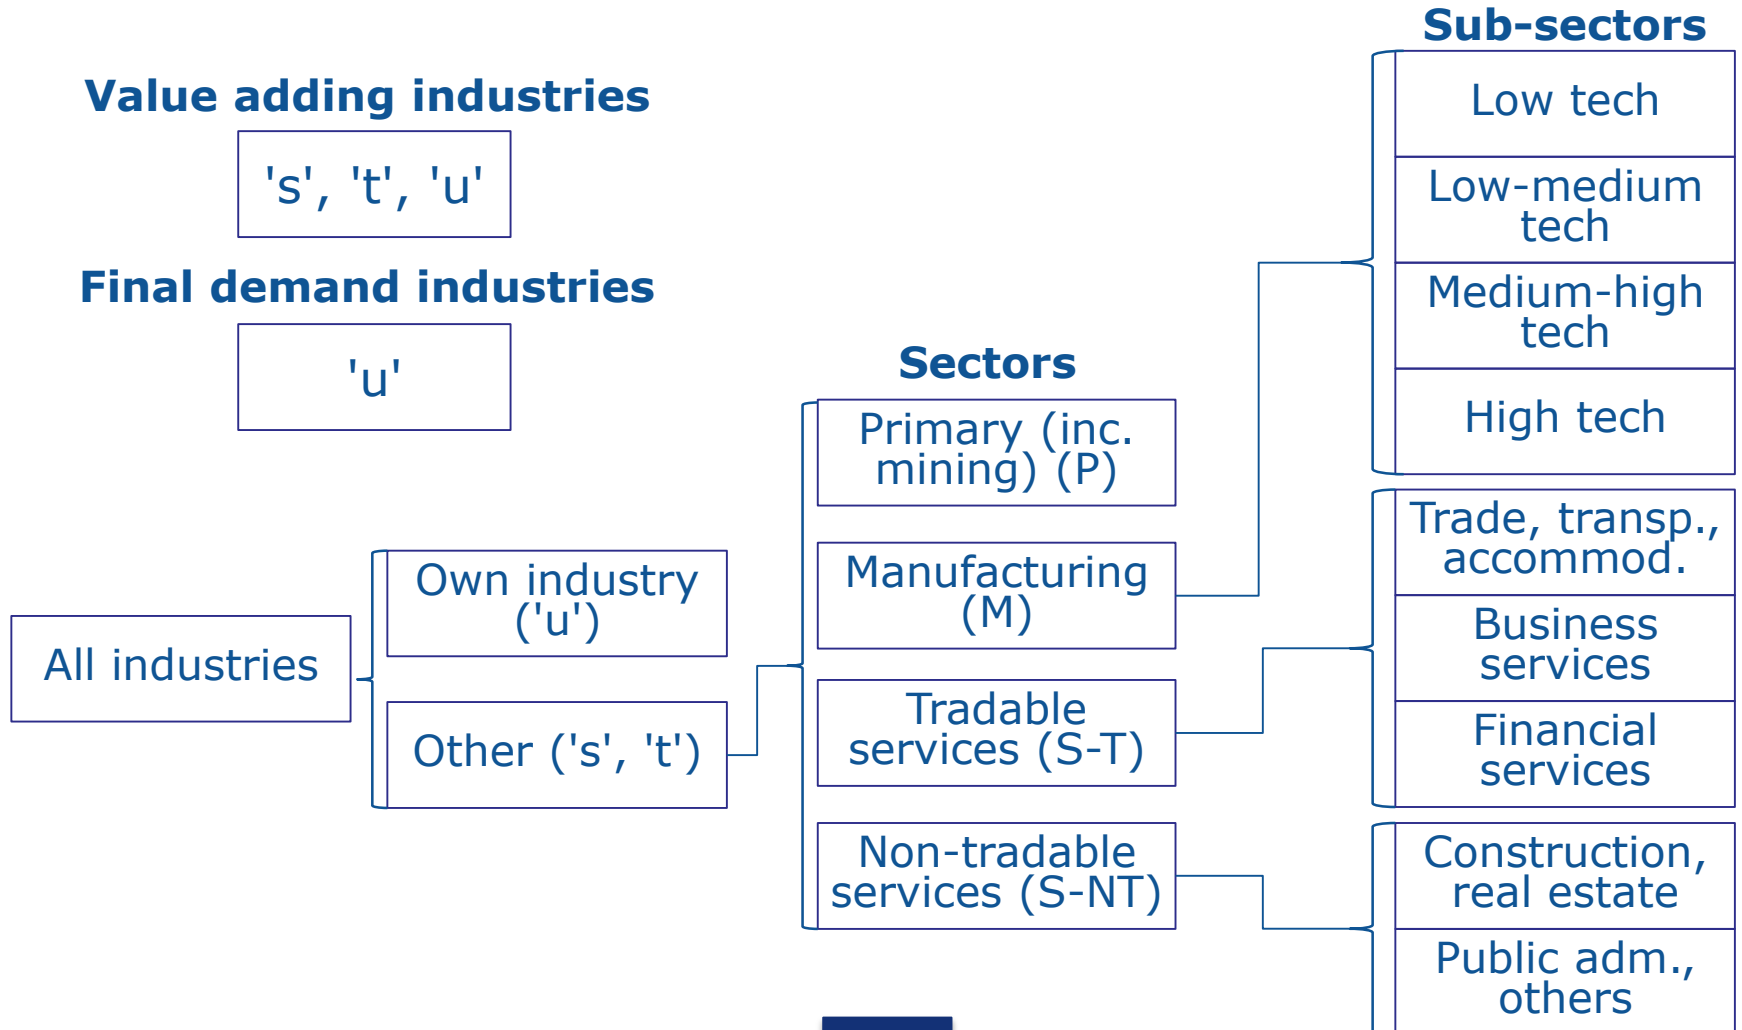 Value adding industries
's', 't', 'u'
Final demand industries
'u'
All industries
Own industry
('u')
Other ('s', 't')
Sectors
Primary (inc.
mining) (P)
Manufacturing
(M)
Tradable
services (S-T)
Non-tradable
services (S-NT)
Sub-sectors
Low tech
Low-medium
tech
Medium-high
tech
High tech
Trade, transp.,
accommod.
Business
services
Financial
services
Construction,
real estate
Public adm.,
others